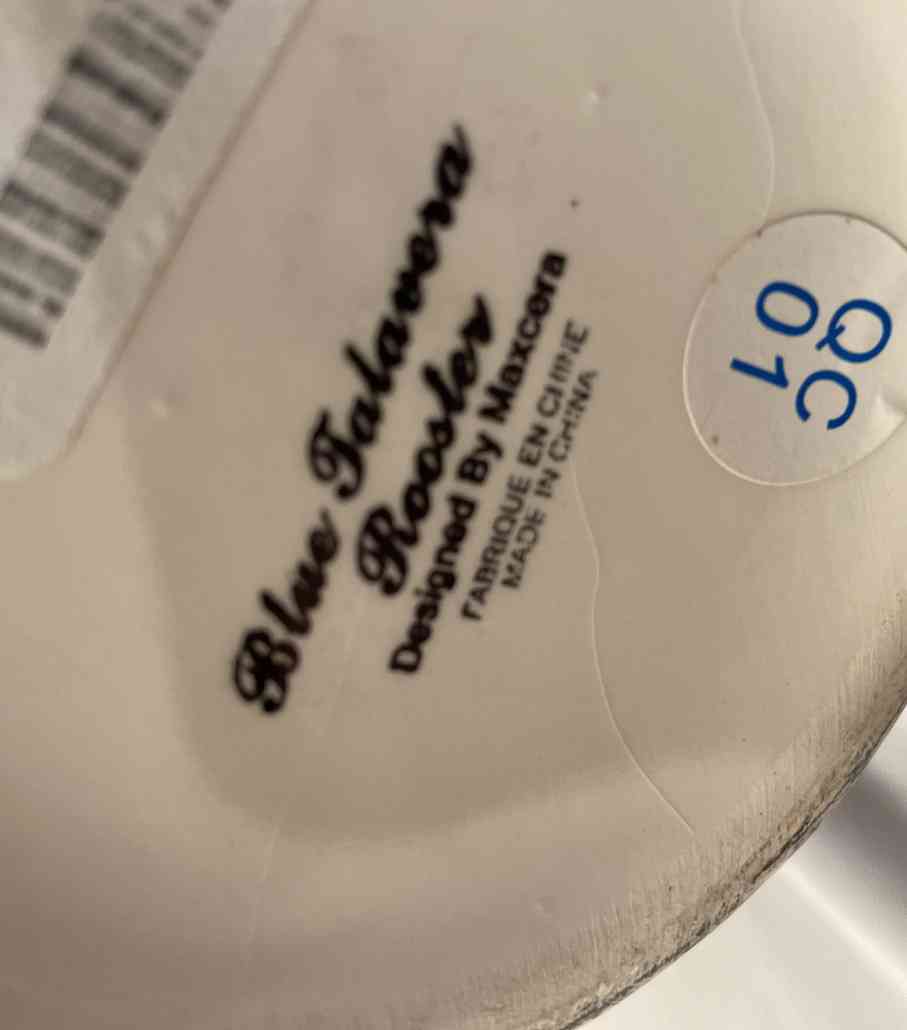 Blue Talavera
Rooster
Designed By Maxcera
FABRIQUE EN CHINE
MADE IN CHINA
QC
01